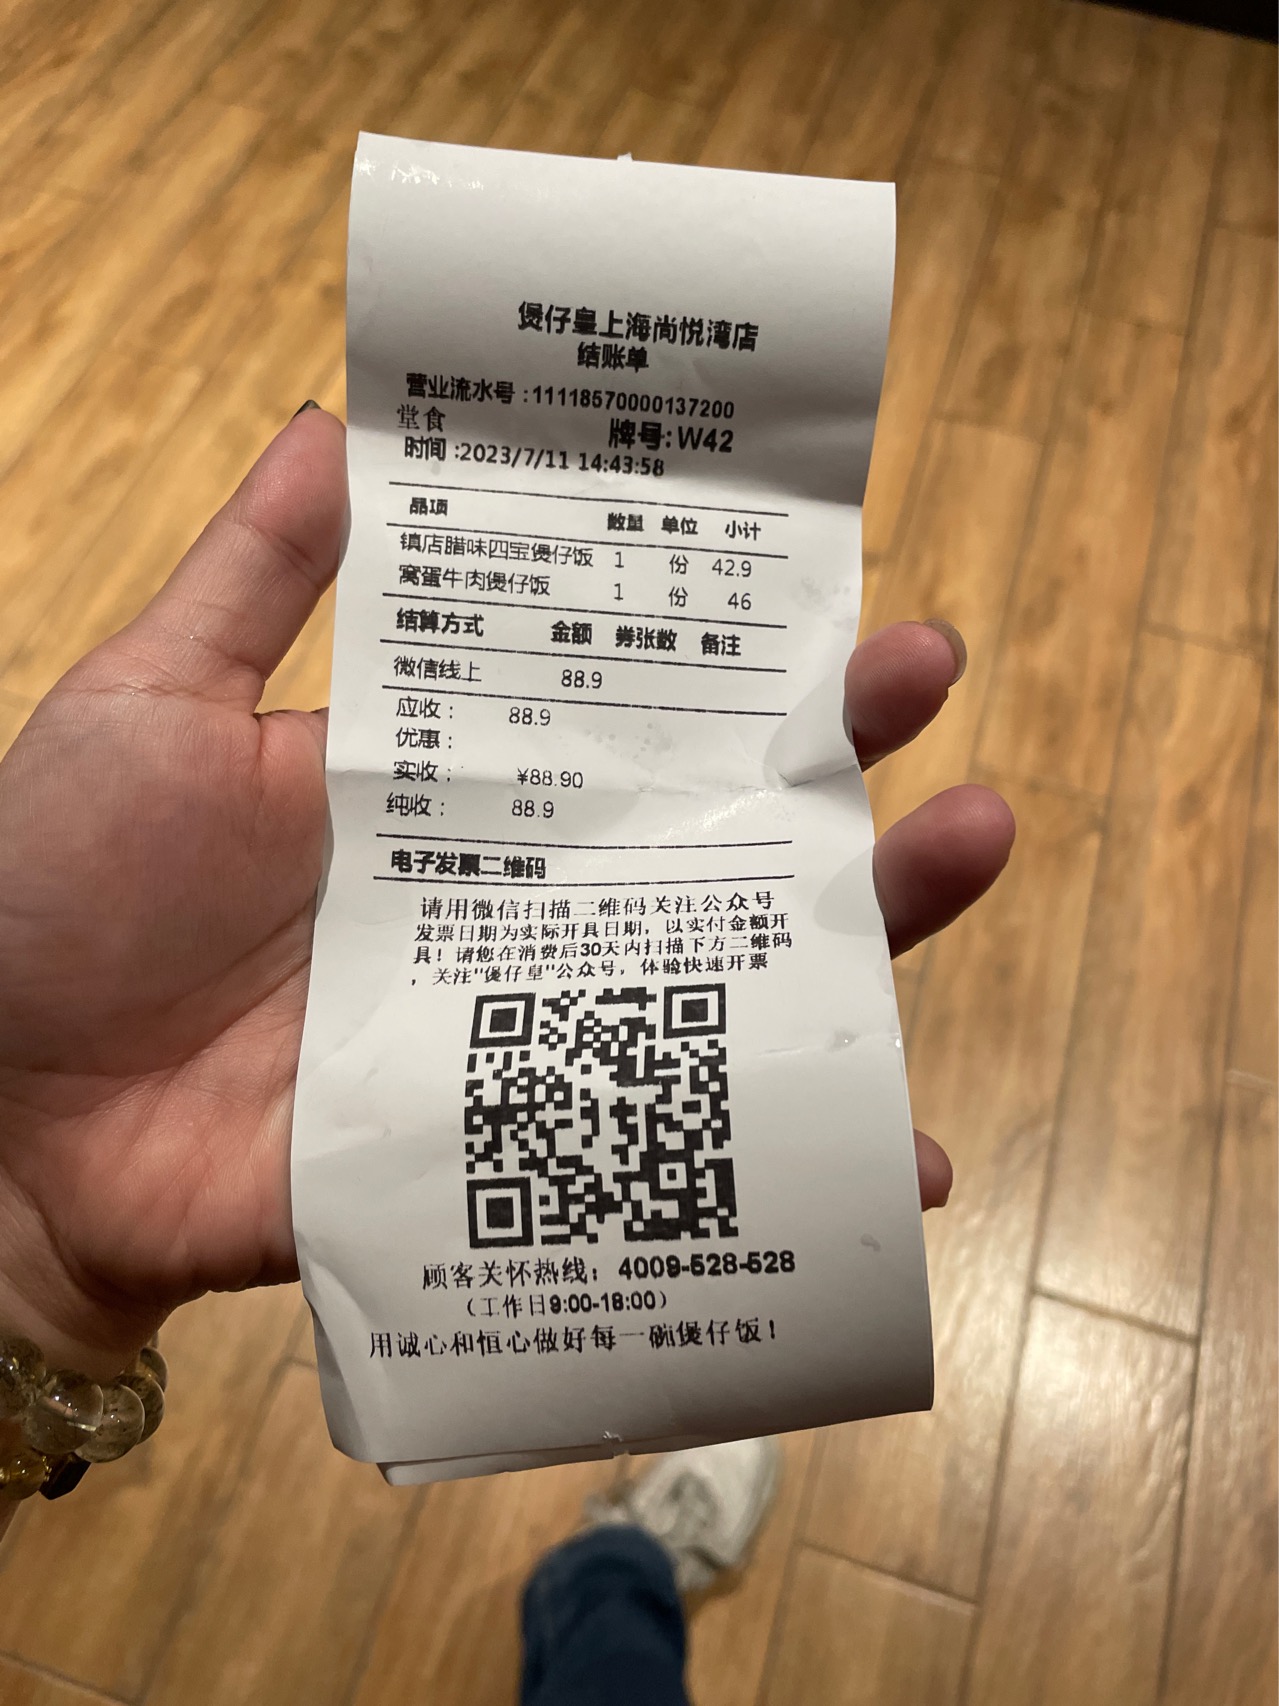 煲仔皇上海尚悦湾店
结账单
营业流水号:11118570000137200
堂食 牌号:W42
时间:2023/7/11 14:43:58
品项 数量 单位 小计
镇店腊味四宝煲仔饭 1 份 42.9
窝蛋牛肉煲仔饭 1 份 46
结算方式 金额 券张数 备注
微信线上 88.9
应收: 88.9
优惠:
实收: ¥88.90
纯收: 88.9
电子发票二维码
请用微信扫描二维码关注公众号
发票日期为实际开具日期，以实付金额开
具！请您在消费后30天内扫描下方二维码
，关注"煲仔皇"公众号，体验快速开票
顾客关怀热线：4009-528-528
（工作日9:00-18:00）
用诚心和恒心做好每一碗煲仔饭！